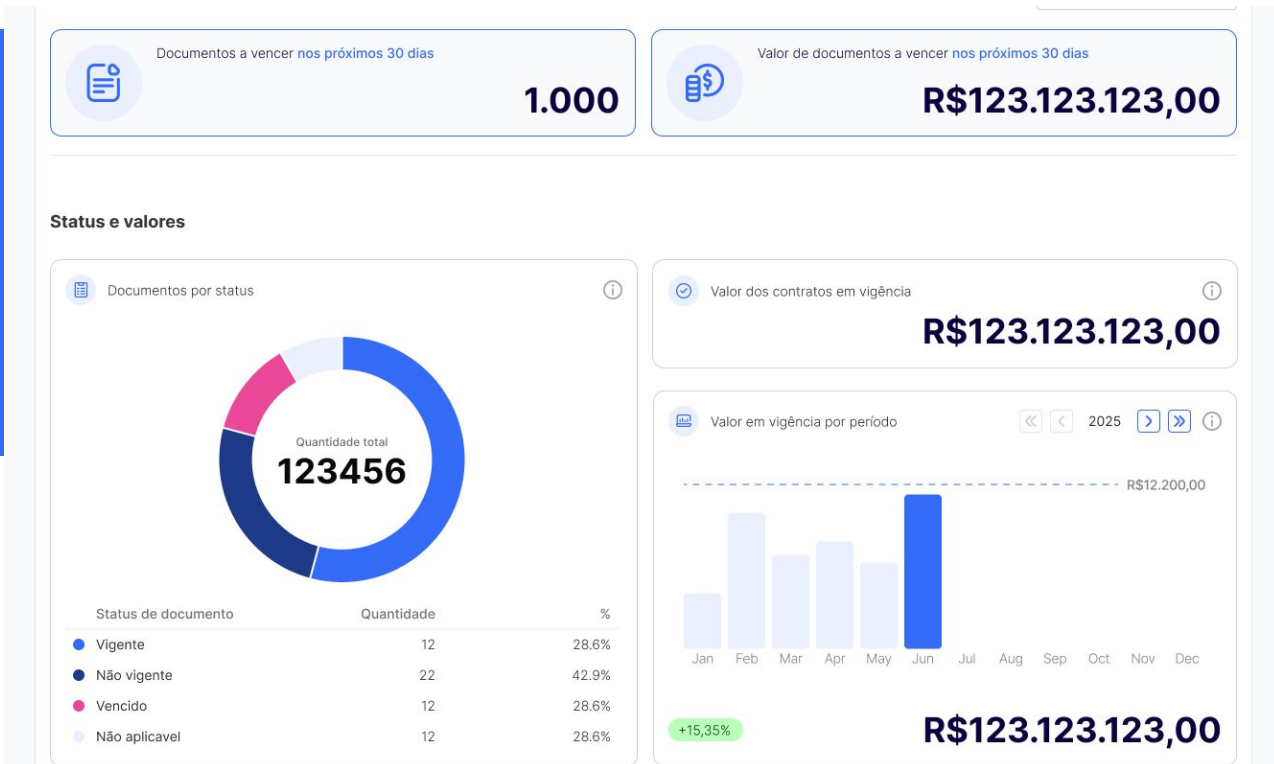 Documentos a vencer nos próximos 30 dias
1.000
Valor de documentos a vencer nos próximos 30 dias
R$123.123.123,00
Status e valores
Documentos por status
Quantidade total
123456
Status de documento Quantidade %
Vigente 12 28.6%
Não vigente 22 42.9%
Vencido 12 28.6%
Não aplicavel 12 28.6%
Valor dos contratos em vigência
R$123.123.123,00
Valor em vigência por período 2025
R$12.200,00
Jan Feb Mar Apr May Jun Jul Aug Sep Oct Nov Dec
+15,35% R$123.123.123,00